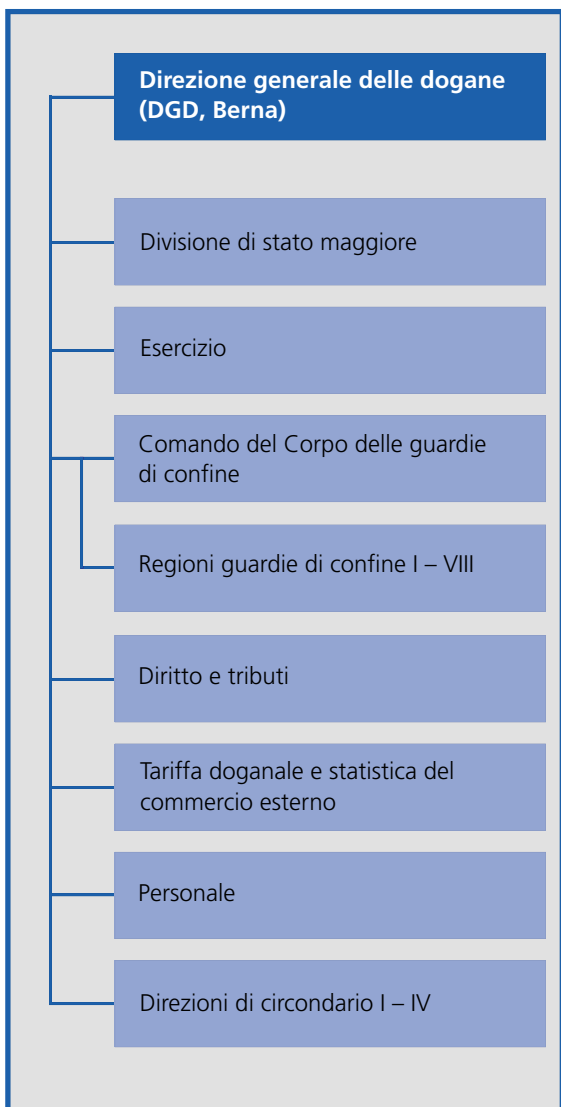 Direzione generale delle dogane
(DGD, Berna)
Divisione di stato maggiore
Esercizio
Comando del Corpo delle guardie
di confine
Regioni guardie di confine I – VIII
Diritto e tributi
Tariffa doganale e statistica del
commercio esterno
Personale
Direzioni di circondario I – IV